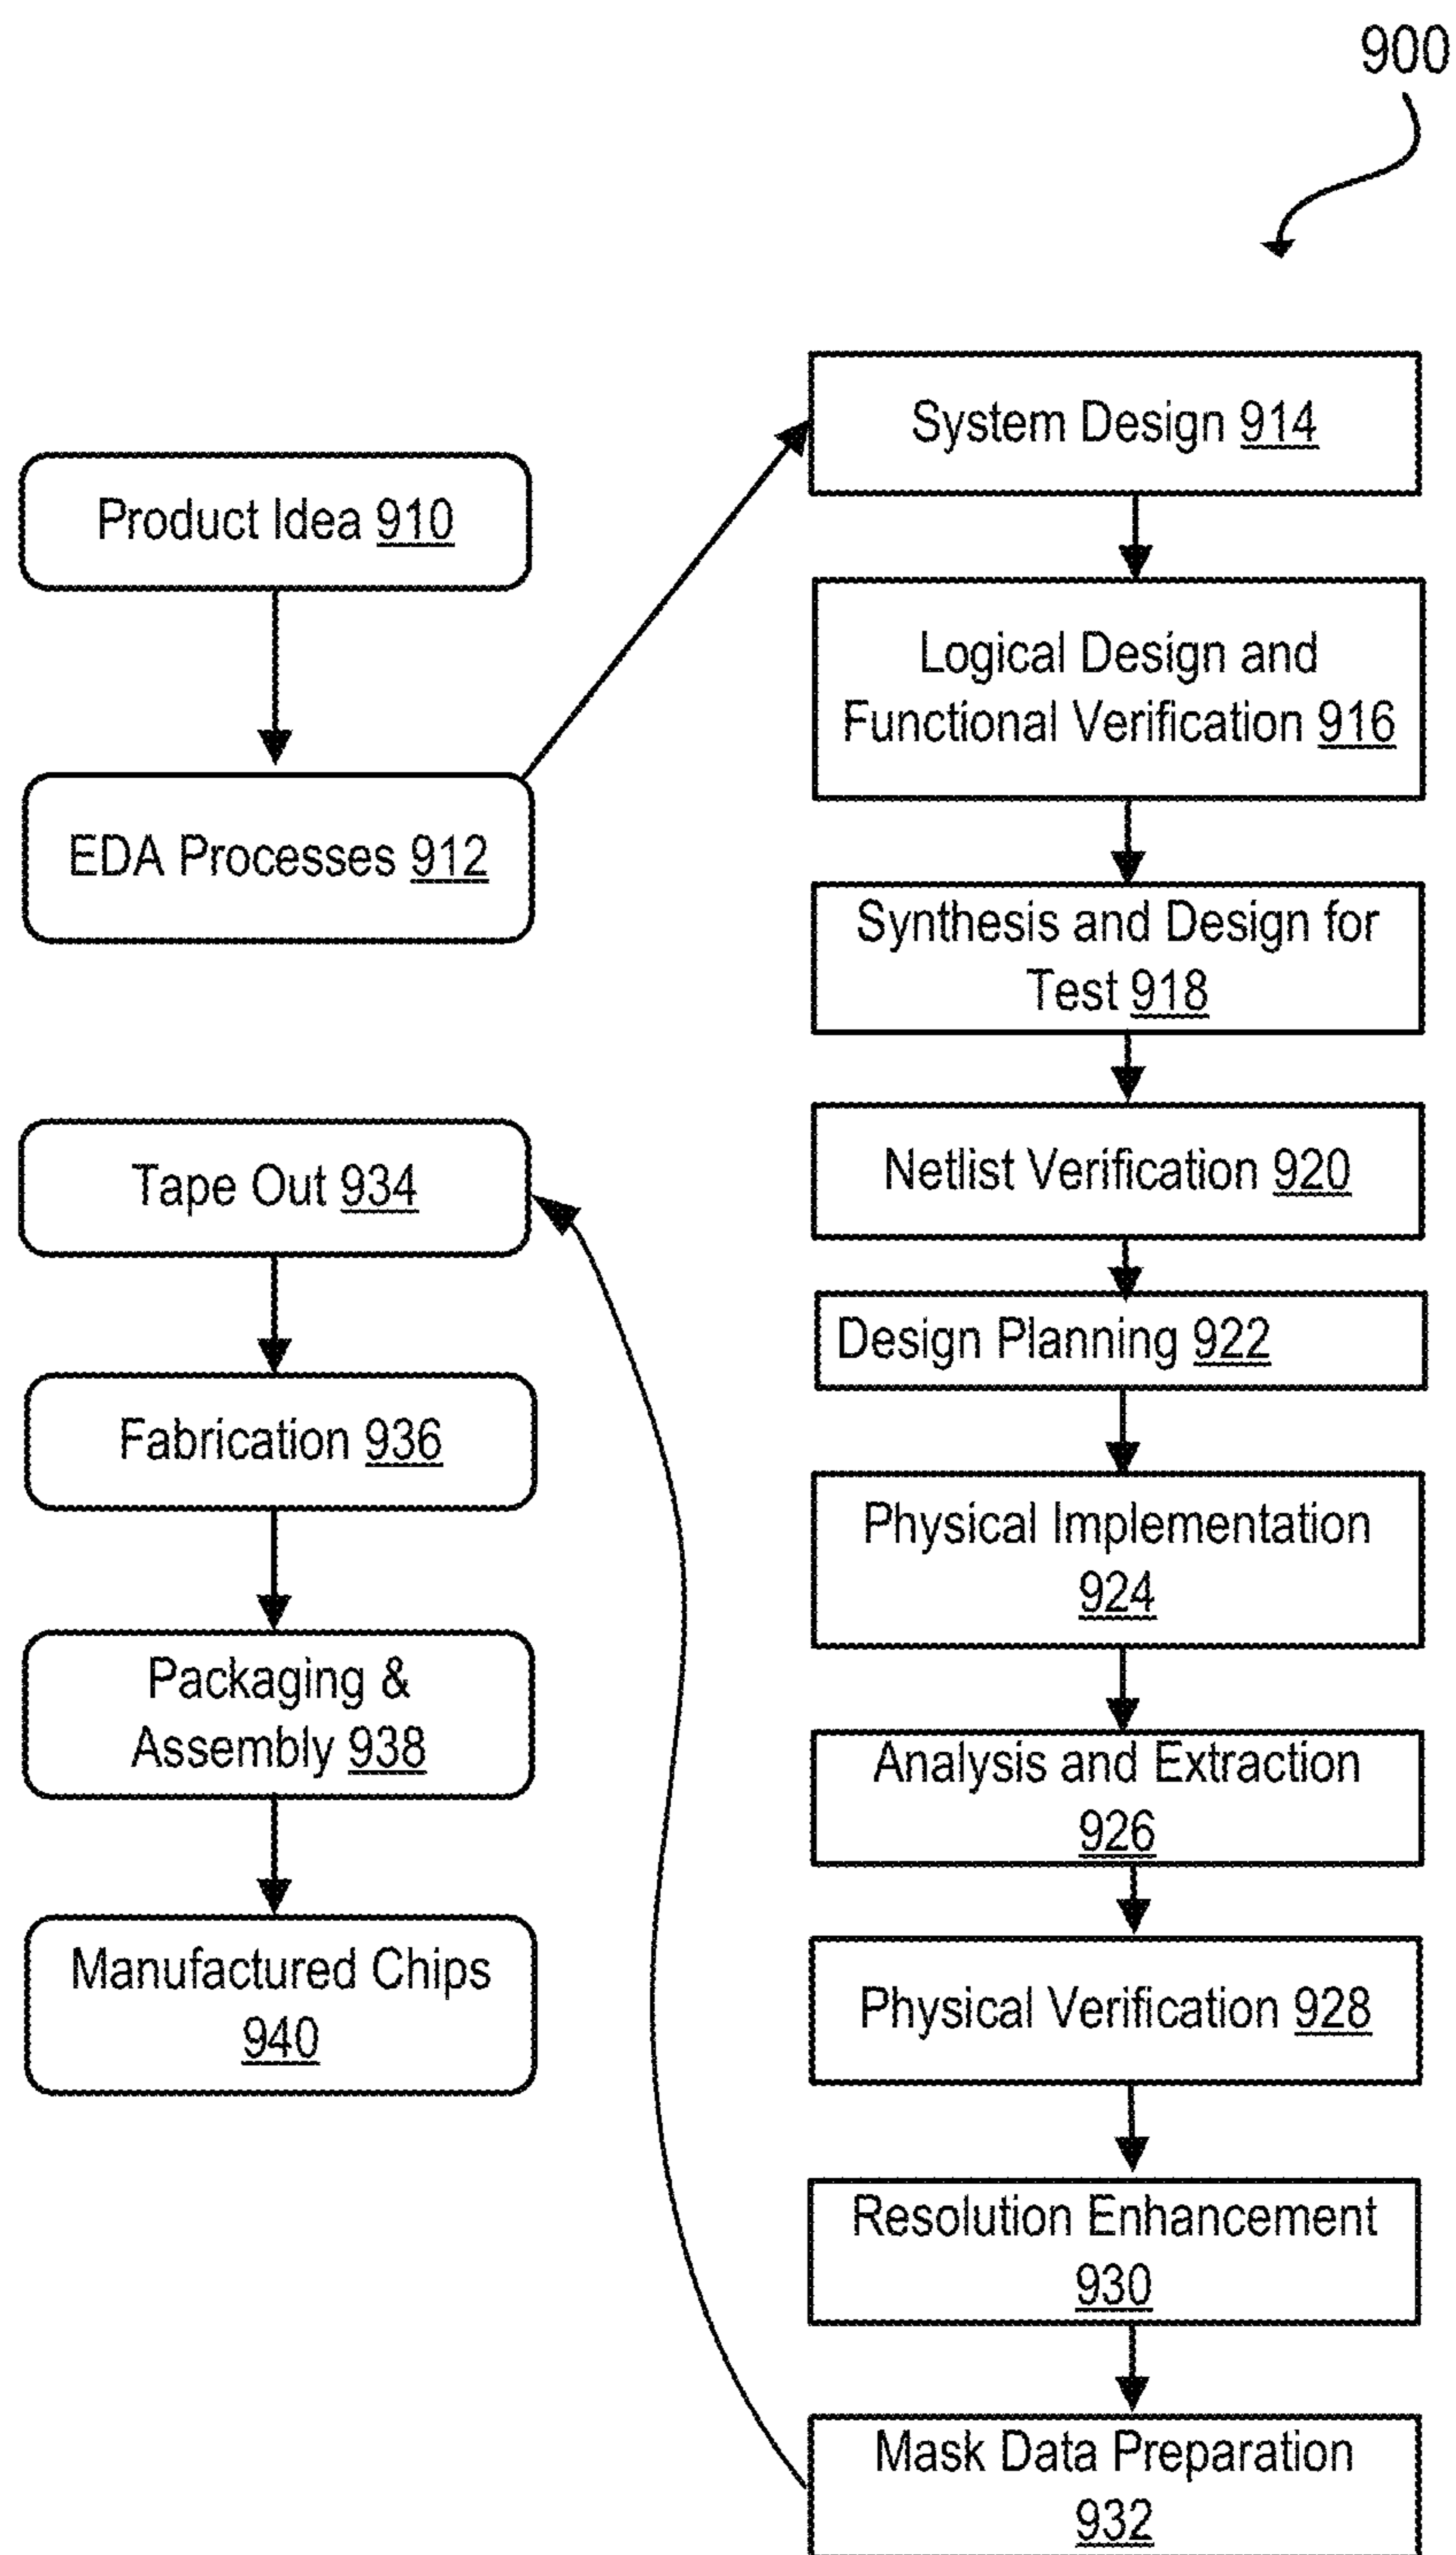 900
Product Idea 910
EDA Processes 912
System Design 914
Logical Design and
Functional Verification 916
Synthesis and Design for
Test 918
Netlist Verification 920
Design Planning 922
Physical Implementation
924
Analysis and Extraction
926
Physical Verification 928
Resolution Enhancement
930
Mask Data Preparation
932
Tape Out 934
Fabrication 936
Packaging &
Assembly 938
Manufactured Chips
940